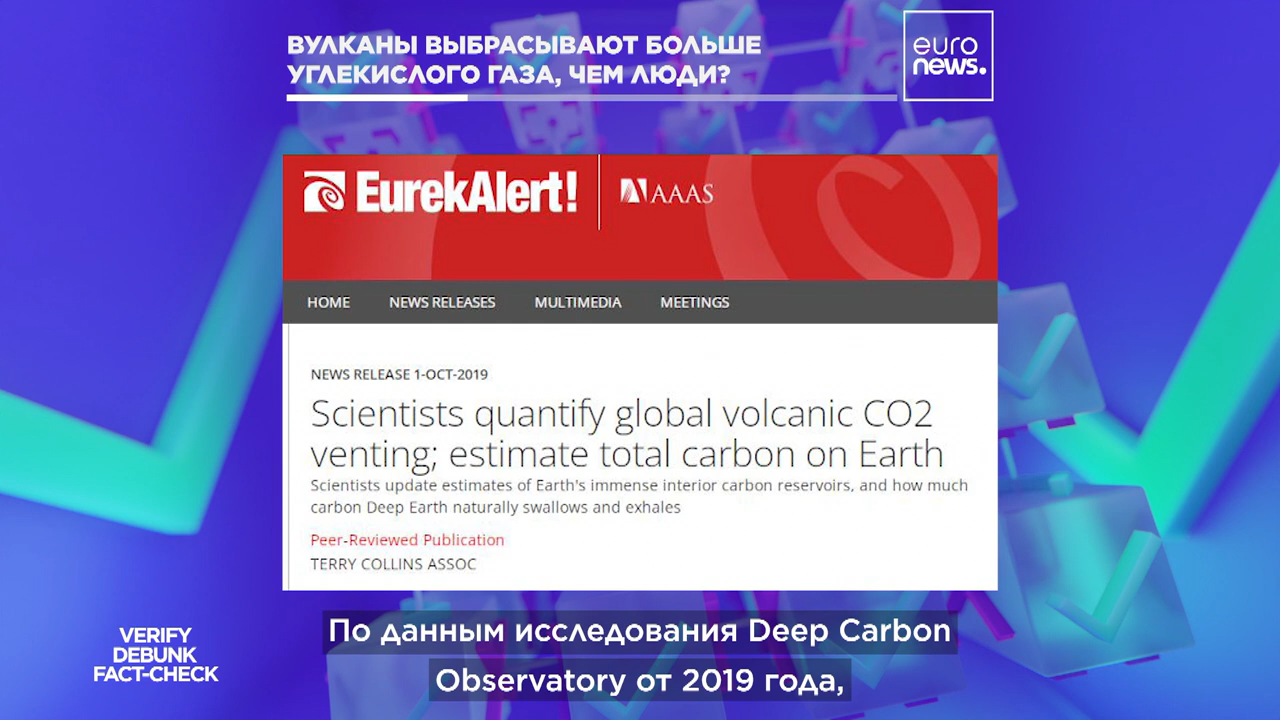 ВУЛКАНЫ ВЫБРАСЫВАЮТ БОЛЬШЕ
УГЛЕКИСЛОГО ГАЗА, ЧЕМ ЛЮДИ?
euro
news.
EurekAlert!
AAAS
HOME
NEWS RELEASES
MULTIMEDIA
MEETINGS
NEWS RELEASE 1-OCT-2019
Scientists quantify global volcanic CO2
venting; estimate total carbon on Earth
Scientists update estimates of Earth's immense interior carbon reservoirs, and how much
carbon Deep Earth naturally swallows and exhales
Peer-Reviewed Publication
TERRY COLLINS ASSOC
По данным исследования Deep Carbon
Observatory от 2019 года,
VERIFY
DEBUNK
FACT-CHECK